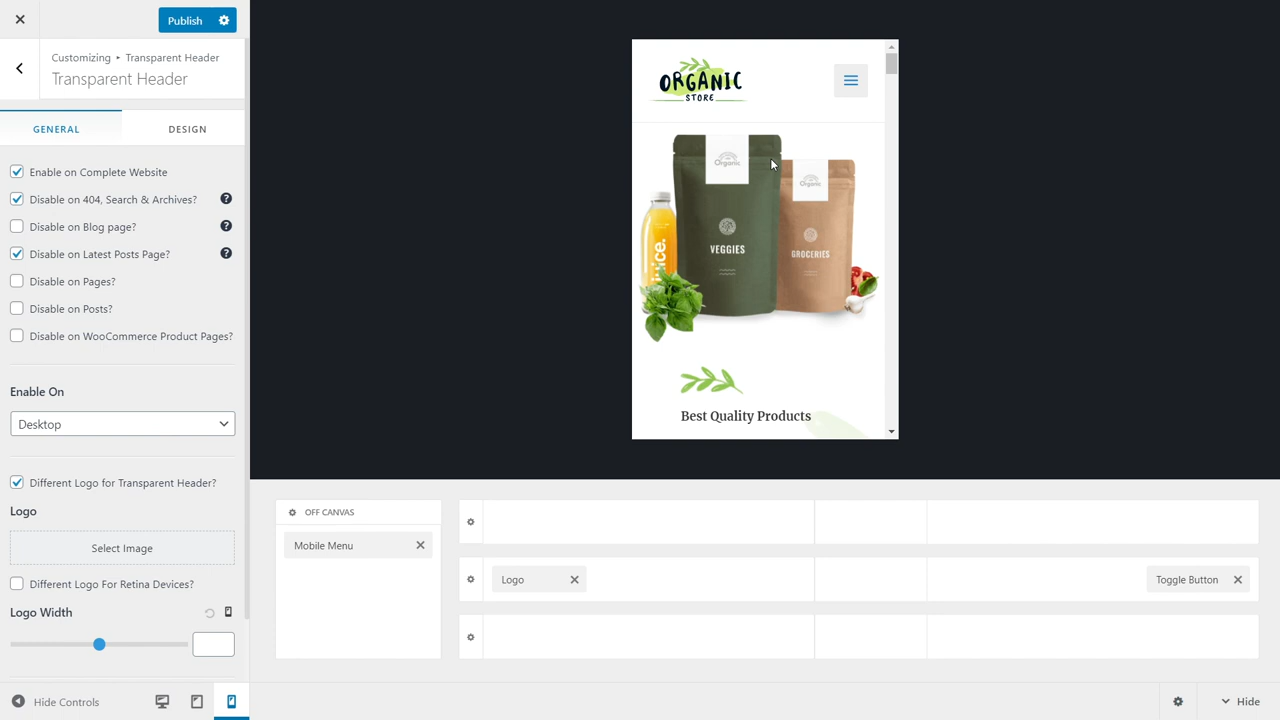 Publish
Customizing ▸ Transparent Header
Transparent Header
GENERAL
DESIGN
Enable on Complete Website
Disable on 404, Search & Archives?
Disable on Blog page?
Disable on Latest Posts Page?
Disable on Pages?
Disable on Posts?
Disable on WooCommerce Product Pages?
Enable On
Desktop
Different Logo for Transparent Header?
Logo
Select Image
Different Logo For Retina Devices?
Logo Width
Hide Controls
ORGANIC
STORE
Organic
Organic
juice.
VEGGIES
GROCERIES
Best Quality Products
OFF CANVAS
Mobile Menu
Logo
Toggle Button
Hide